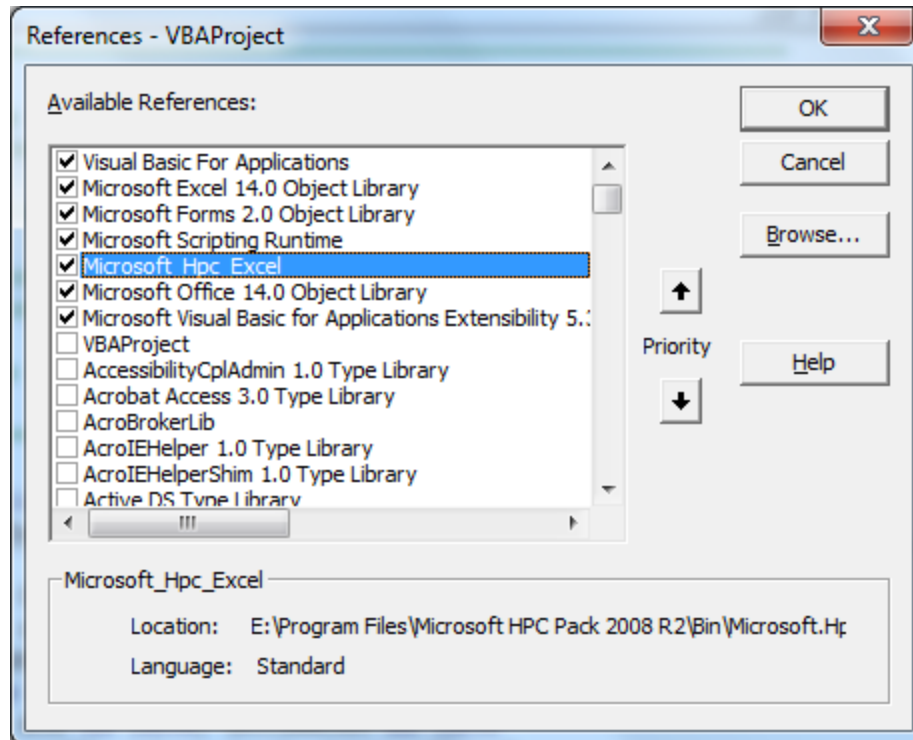 References - VBAProject
X
Available References:
Visual Basic For Applications
Microsoft Excel 14.0 Object Library
Microsoft Forms 2.0 Object Library
Microsoft Scripting Runtime
Microsoft_Hpc_Excel
Microsoft Office 14.0 Object Library
Microsoft Visual Basic for Applications Extensibility 5.
VBAProject
AccessibilityCplAdmin 1.0 Type Library
Acrobat Access 3.0 Type Library
AcroBrokerLib
AcroIEHelper 1.0 Type Library
AcroIEHelperShim 1.0 Type Library
Active DS Type Library
OK
Cancel
Browse...
Priority
Help
Microsoft_Hpc_Excel
Location: E:\Program Files\Microsoft HPC Pack 2008 R2\Bin\Microsoft.Hp
Language: Standard